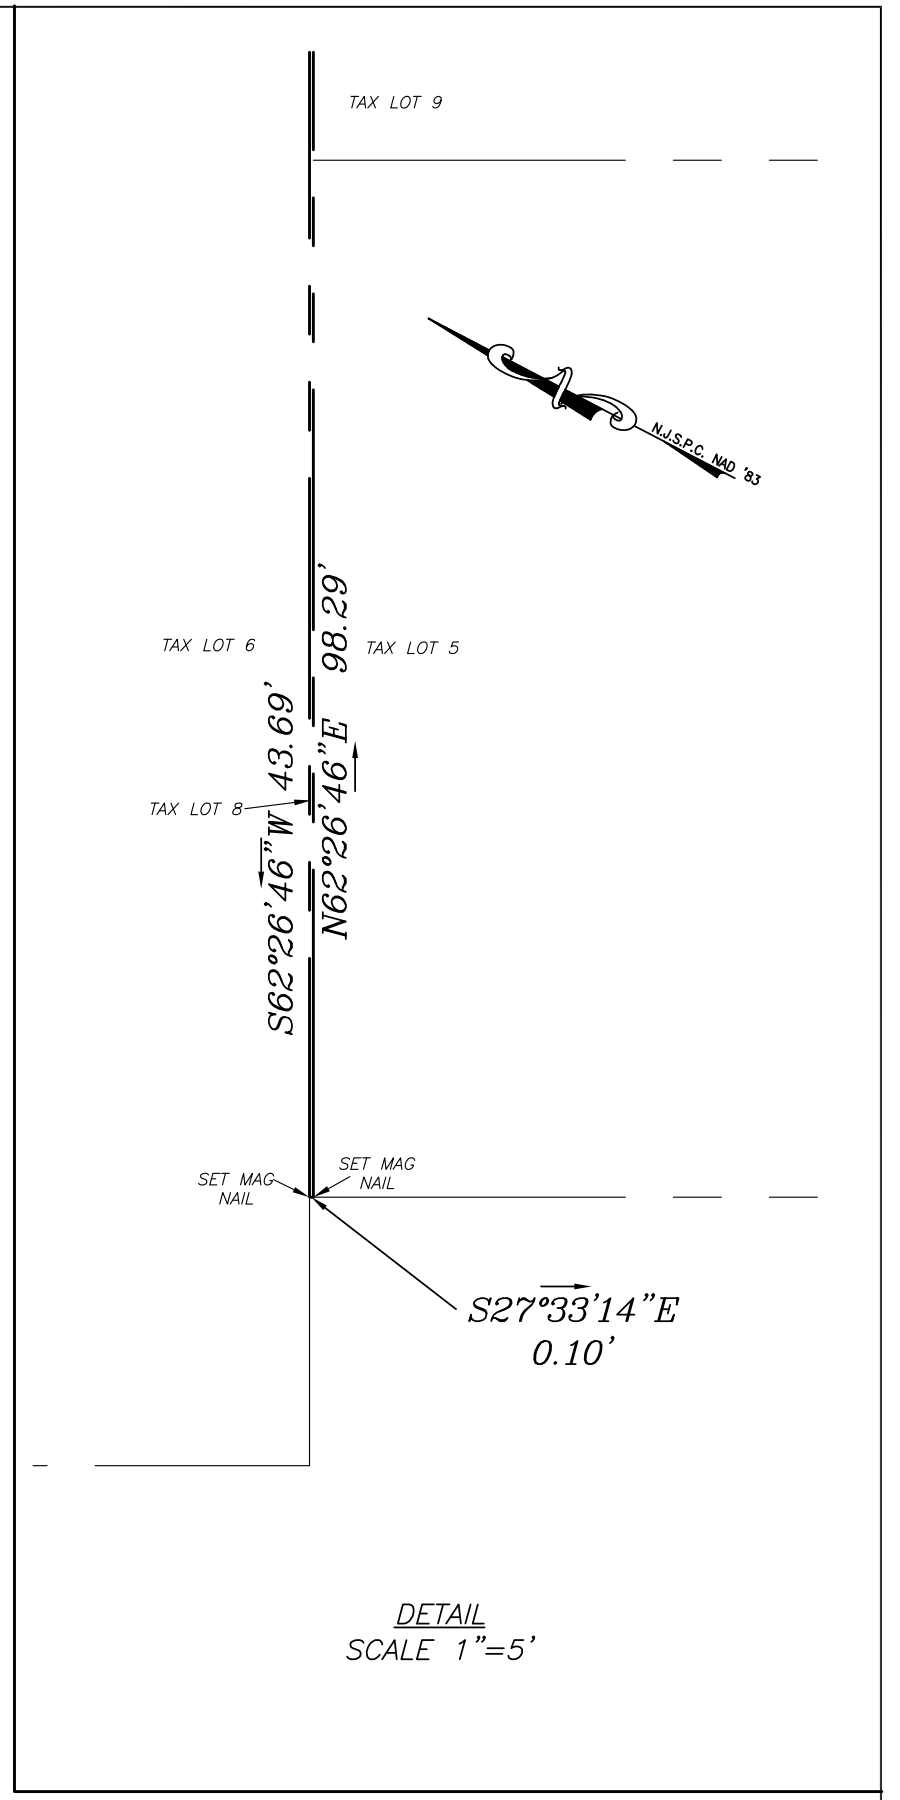 TAX LOT 9
N.J.S.P.C. NAD '83
TAX LOT 6
TAX LOT 5
S62°26'46"W 43.69'
N62°26'46"E 98.29'
TAX LOT 8
SET MAG
NAIL
SET MAG
NAIL
S27°33'14"E
0.10'
DETAIL
SCALE 1"=5'